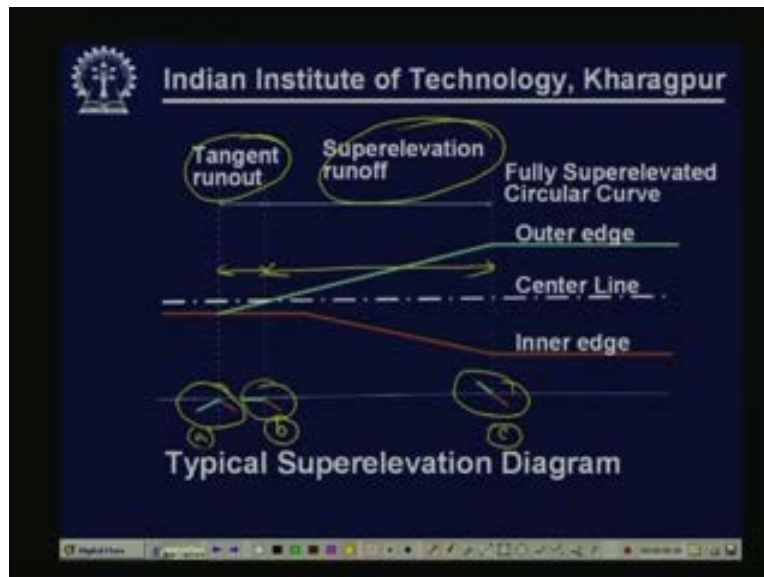 Indian Institute of Technology, Kharagpur
Tangent
runout
Superelevation
runoff
Fully Superelevated
Circular Curve
Outer edge
Center Line
Inner edge
a
b
c
Typical Superelevation Diagram